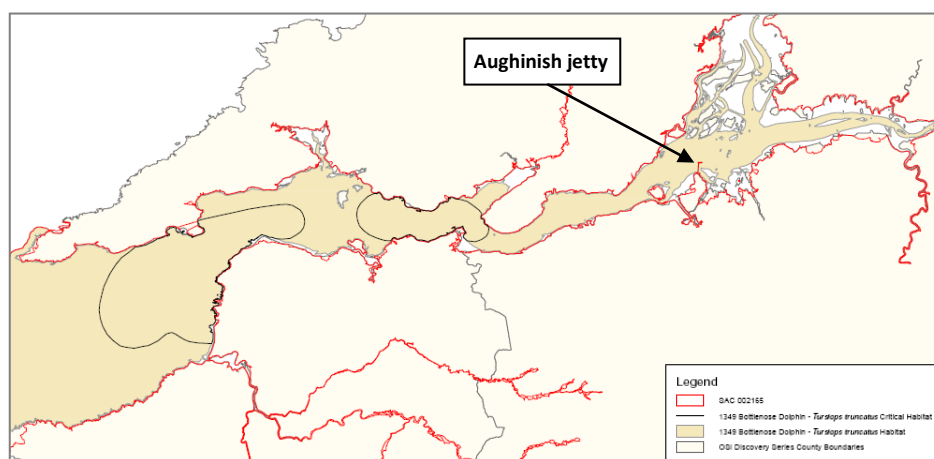 Aughinish jetty
Legend
SAC 002165
1349 Bottlenose Dolphin - Tursiops truncatus Critical Habitat
1349 Bottlenose Dolphin - Tursiops truncatus Habitat
OSI Discovery Series County Boundaries